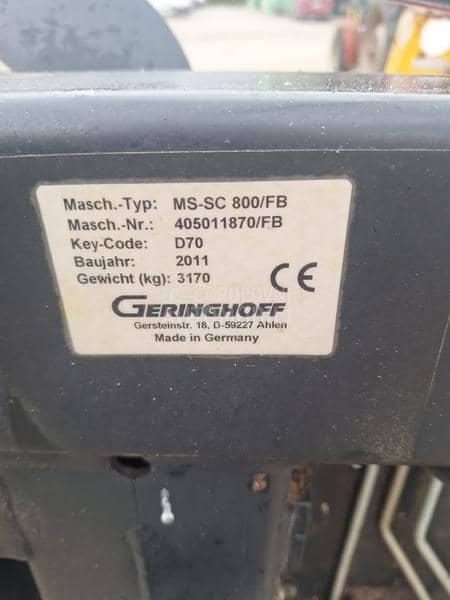 Masch.-Typ: MS-SC 800/FB
Masch.-Nr.: 405011870/FB
Key-Code: D70
Baujahr: 2011
Gewicht (kg): 3170
CE
GERINGHOFF
Gersteinstr. 18, D-59227 Ahlen
Made in Germany